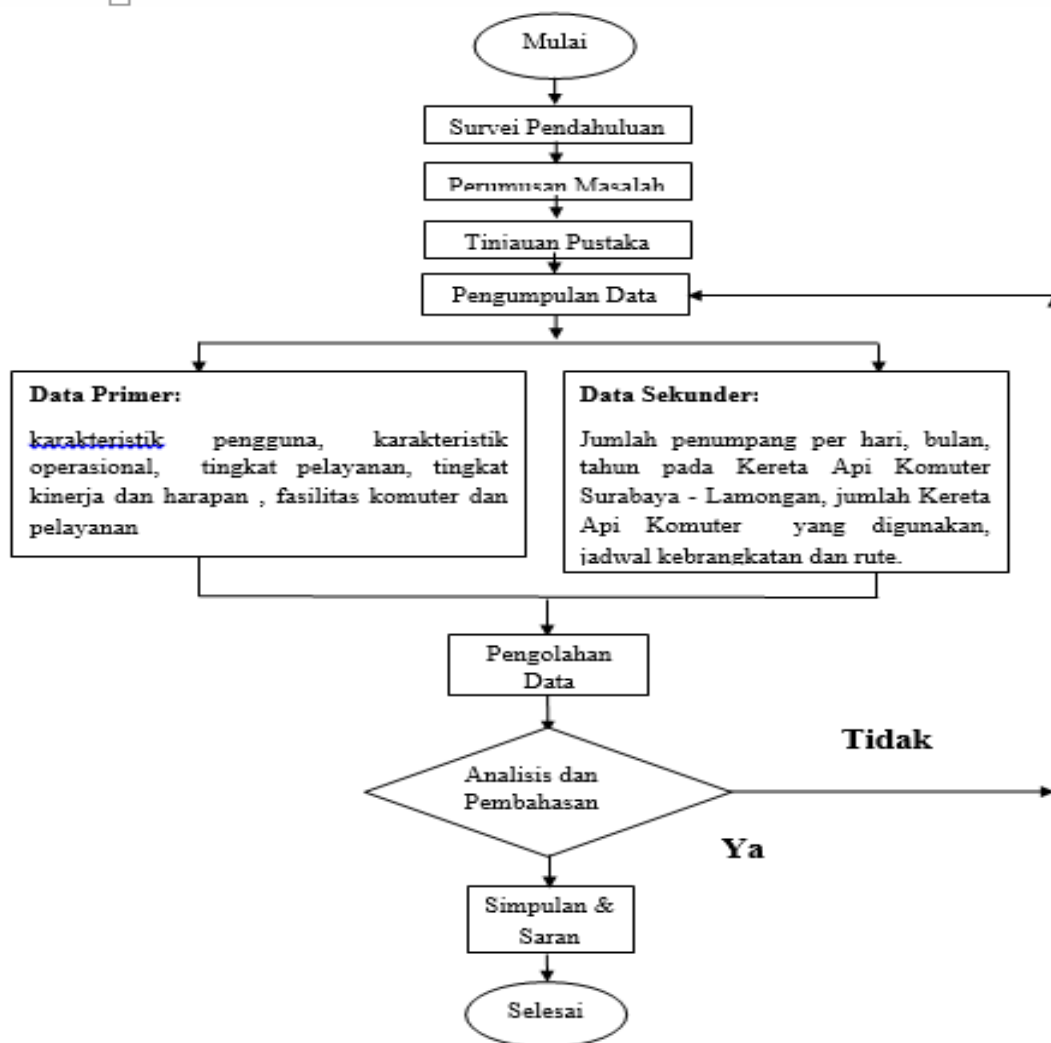 Mulai
Survei Pendahuluan
Perumusan Masalah
Tinjauan Pustaka
Pengumpulan Data
Data Primer:
karakteristik pengguna, karakteristik
operasional, tingkat pelayanan, tingkat
kinerja dan harapan , fasilitas komuter dan
pelayanan
Data Sekunder:
Jumlah penumpang per hari, bulan,
tahun pada Kereta Api Komuter
Surabaya - Lamongan, jumlah Kereta
Api Komuter yang digunakan,
jadwal kebrangkatan dan rute.
Pengolahan
Data
Analisis dan
Pembahasan
Tidak
Ya
Simpulan &
Saran
Selesai